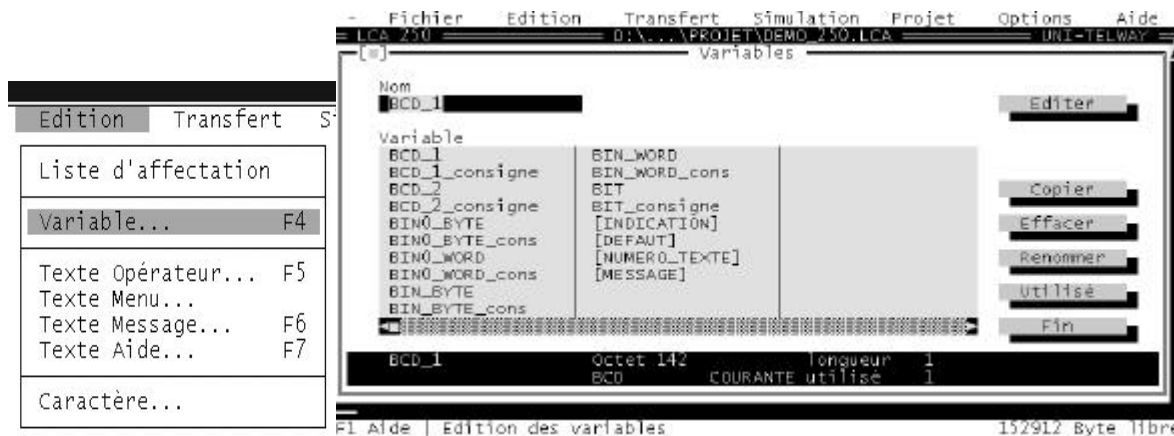 Edition Transfert S
Liste d'affectation
Variable... F4
Texte Opérateur... F5
Texte Menu...
Texte Message... F6
Texte Aide... F7
Caractère...
- Fichier Edition Transfert Simulation Projet Options Aide
LCA 250 D:\...\PROJET\DEMO_250.LCA UNI-TELWAY
Variables
Nom
BCD_1
Editer
Variable
BCD_1 BIN_WORD
BCD_1_consigne BIN_WORD_cons
BCD_2 BIT
Copier
BCD_2_consigne BIT_consigne
BIN0_BYTE [INDICATION]
Effacer
BIN0_BYTE_cons [DEFAUT]
BIN0_WORD [NUMERO_TEXTE]
Renommer
BIN0_WORD_cons [MESSAGE]
BIN_BYTE
Utilisé
BIN_BYTE_cons
Fin
BCD_1 Octet 142 longueur 1
BCD COURANTE utilisé 1
F1 Aide | Edition des variables 152912 Byte libre